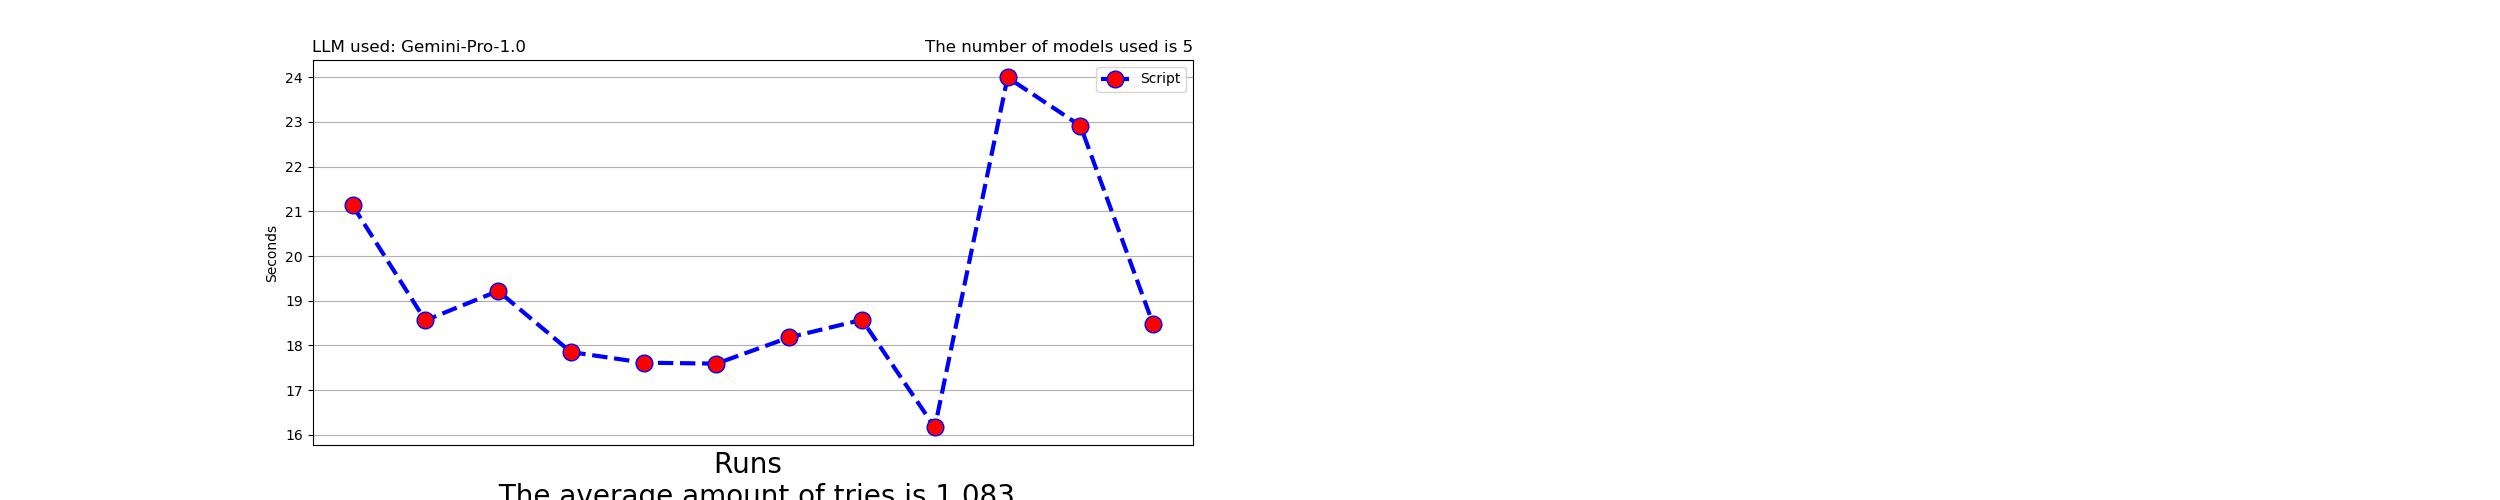 LLM used: Gemini-Pro-1.0
The number of models used is 5
Script
24
23
22
21
20
19
18
17
16
Seconds
Runs
The average amount of tries is 1.083